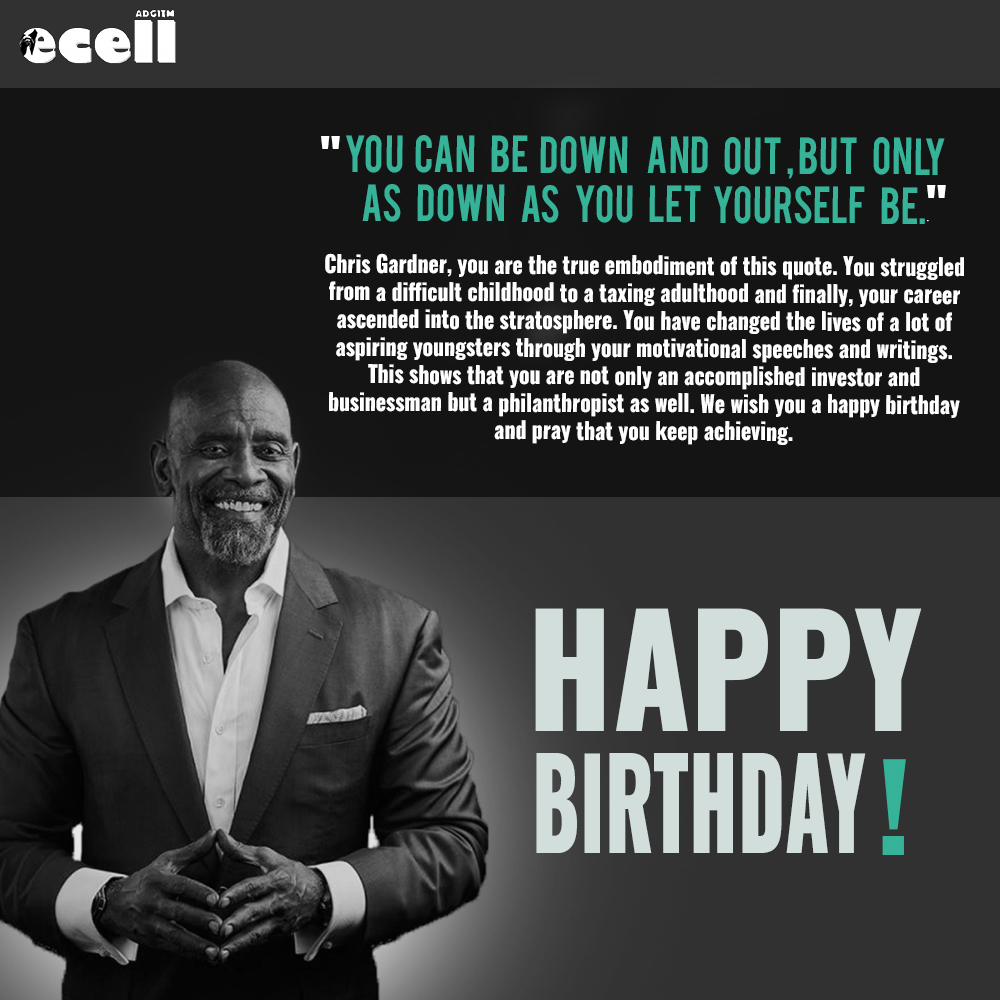 ADGITM
ecell
"YOU CAN BE DOWN AND OUT,BUT ONLY
AS DOWN AS YOU LET YOURSELF BE."
Chris Gardner, you are the true embodiment of this quote. You struggled
from a difficult childhood to a taxing adulthood and finally, your career
ascended into the stratosphere. You have changed the lives of a lot of
aspiring youngsters through your motivational speeches and writings.
This shows that you are not only an accomplished investor and
businessman but a philanthropist as well. We wish you a happy birthday
and pray that you keep achieving.
HAPPY
BIRTHDAY!